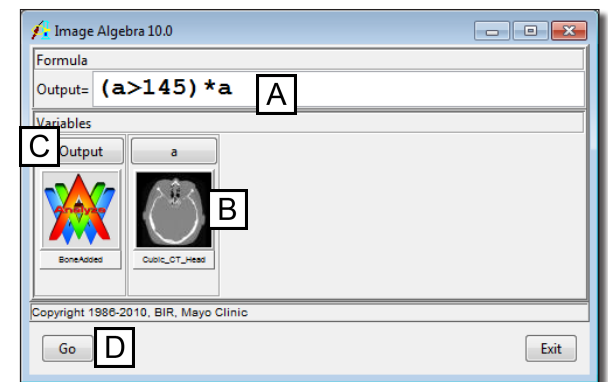 Image Algebra 10.0
Formula
Output= (a>145)*a
A
Variables
C
Output a
Analyze
B
BoneAdded Cubic_CT_Head
Copyright 1986-2010, BIR, Mayo Clinic
Go D Exit